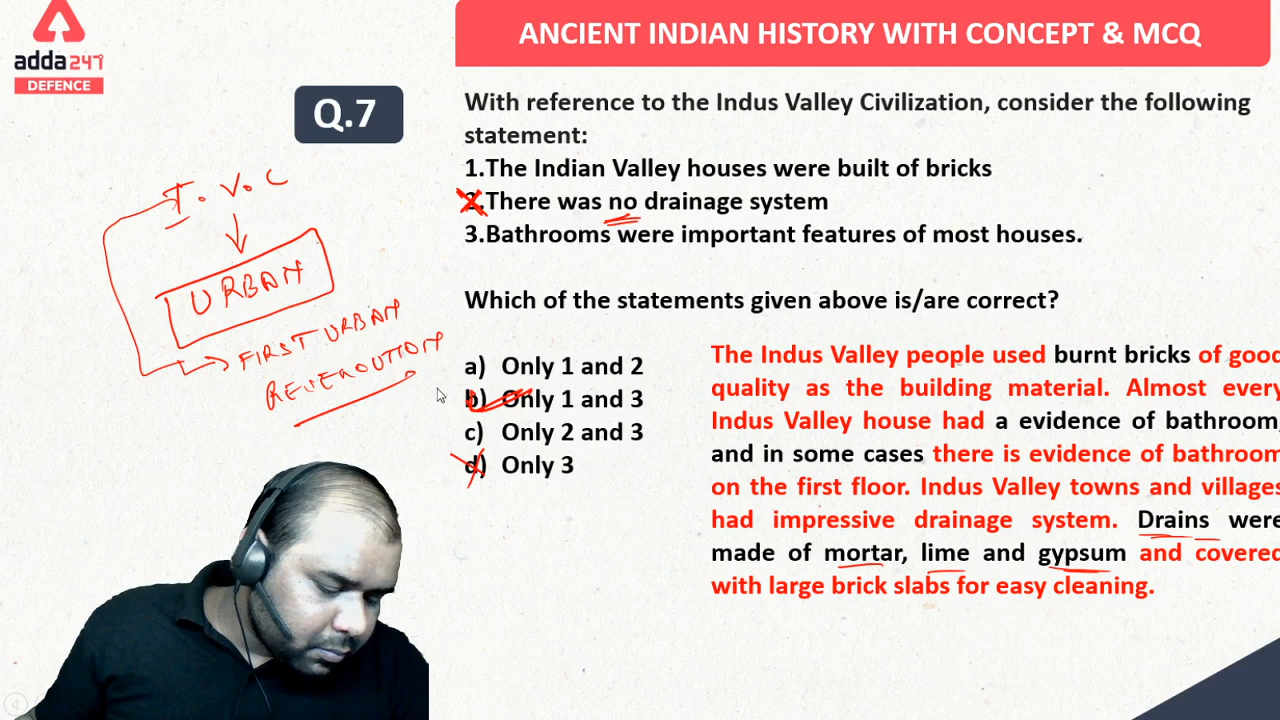 adda247
DEFENCE
ANCIENT INDIAN HISTORY WITH CONCEPT & MCQ
Q.7
With reference to the Indus Valley Civilization, consider the following
statement:
1.The Indian Valley houses were built of bricks
2.There was no drainage system
3.Bathrooms were important features of most houses.
Which of the statements given above is/are correct?
a) Only 1 and 2
b) Only 1 and 3
c) Only 2 and 3
d) Only 3
The Indus Valley people used burnt bricks of good
quality as the building material. Almost every
Indus Valley house had a evidence of bathroom,
and in some cases there is evidence of bathroom
on the first floor. Indus Valley towns and villages
had impressive drainage system. Drains were
made of mortar, lime and gypsum and covered
with large brick slabs for easy cleaning.
I. V. C
URBAN
FIRST URBAN